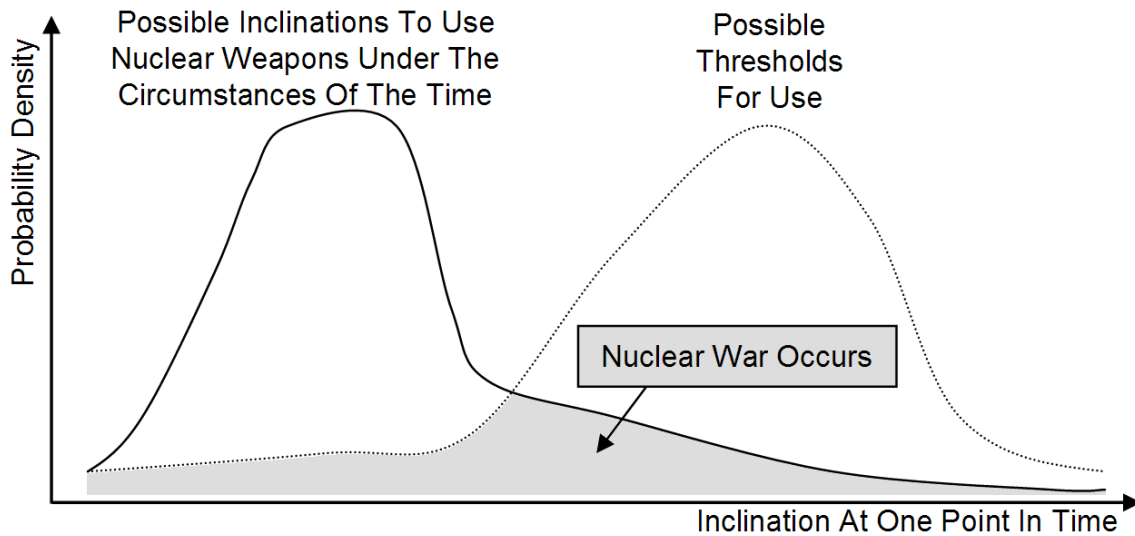 Possible Inclinations To Use
Nuclear Weapons Under The
Circumstances Of The Time
Possible
Thresholds
For Use
Probability Density
Nuclear War Occurs
Inclination At One Point In Time